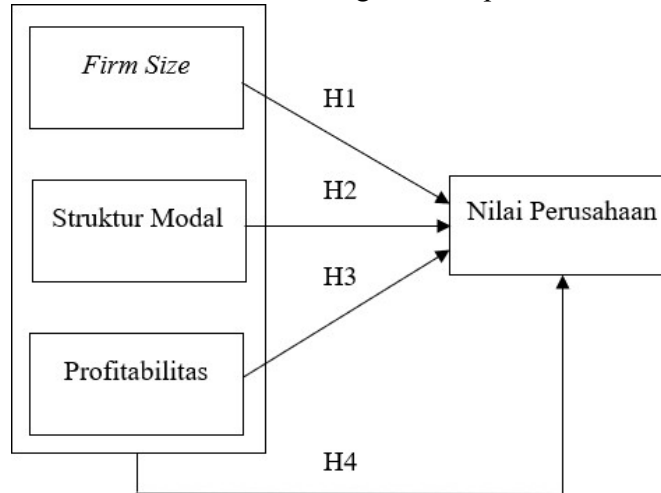 Firm Size
H1
Struktur Modal
H2
Nilai Perusahaan
H3
Profitabilitas
H4